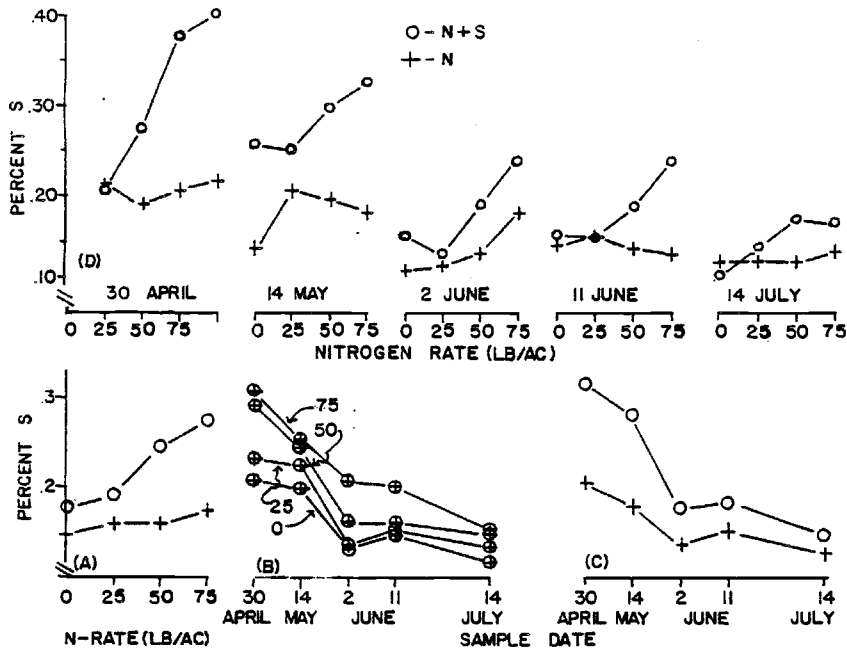 .40
.30
.20
.10
PERCENT S
O - N+S
+ - N
(D)
30 APRIL
14 MAY
2 JUNE
11 JUNE
14 JULY
0 25 50 75
0 25 50 75
0 25 50 75
0 25 50 75
0 25 50 75
NITROGEN RATE (LB/AC)
.3
.2
PERCENT S
(A)
0 25 50 75
N-RATE (LB/AC)
75
50
25
0
(B)
30 14 2 11 14
APRIL MAY JUNE JULY
(C)
30 14 2 11 14
APRIL MAY JUNE JULY
SAMPLE DATE